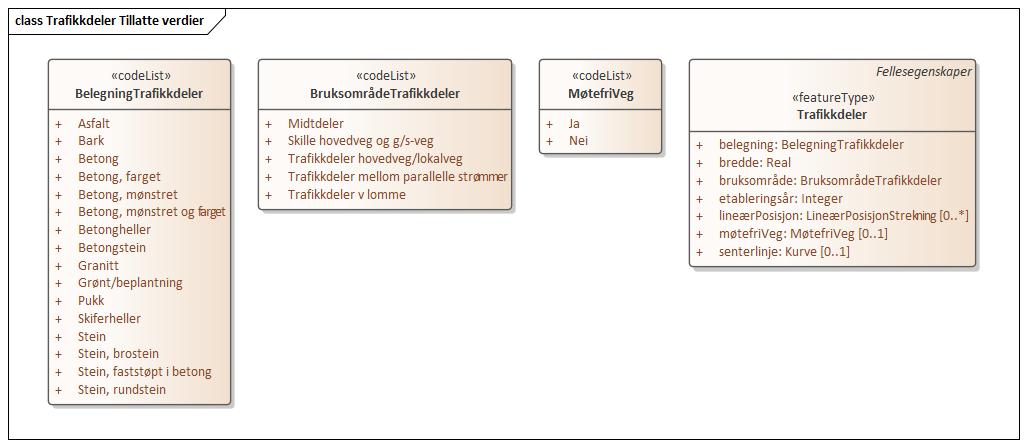 class Trafikkdeler Tillatte verdier
«codeList»
BelegningTrafikkdeler
+ Asfalt
+ Bark
+ Betong
+ Betong, farget
+ Betong, mønstret
+ Betong, mønstret og farget
+ Betongheller
+ Betongstein
+ Granitt
+ Grønt/beplantning
+ Pukk
+ Skiferheller
+ Stein
+ Stein, brostein
+ Stein, faststøpt i betong
+ Stein, rundstein
«codeList»
BruksområdeTrafikkdeler
+ Midtdeler
+ Skille hovedveg og g/s-veg
+ Trafikkdeler hovedveg/lokalveg
+ Trafikkdeler mellom parallelle strømmer
+ Trafikkdeler v lomme
«codeList»
MøtefriVeg
+ Ja
+ Nei
Fellesegenskaper
«featureType»
Trafikkdeler
+ belegning: BelegningTrafikkdeler
+ bredde: Real
+ bruksområde: BruksområdeTrafikkdeler
+ etableringsår: Integer
+ lineærPosisjon: LineærPosisjonStrekning [0..*]
+ møtefriVeg: MøtefriVeg [0..1]
+ senterlinje: Kurve [0..1]